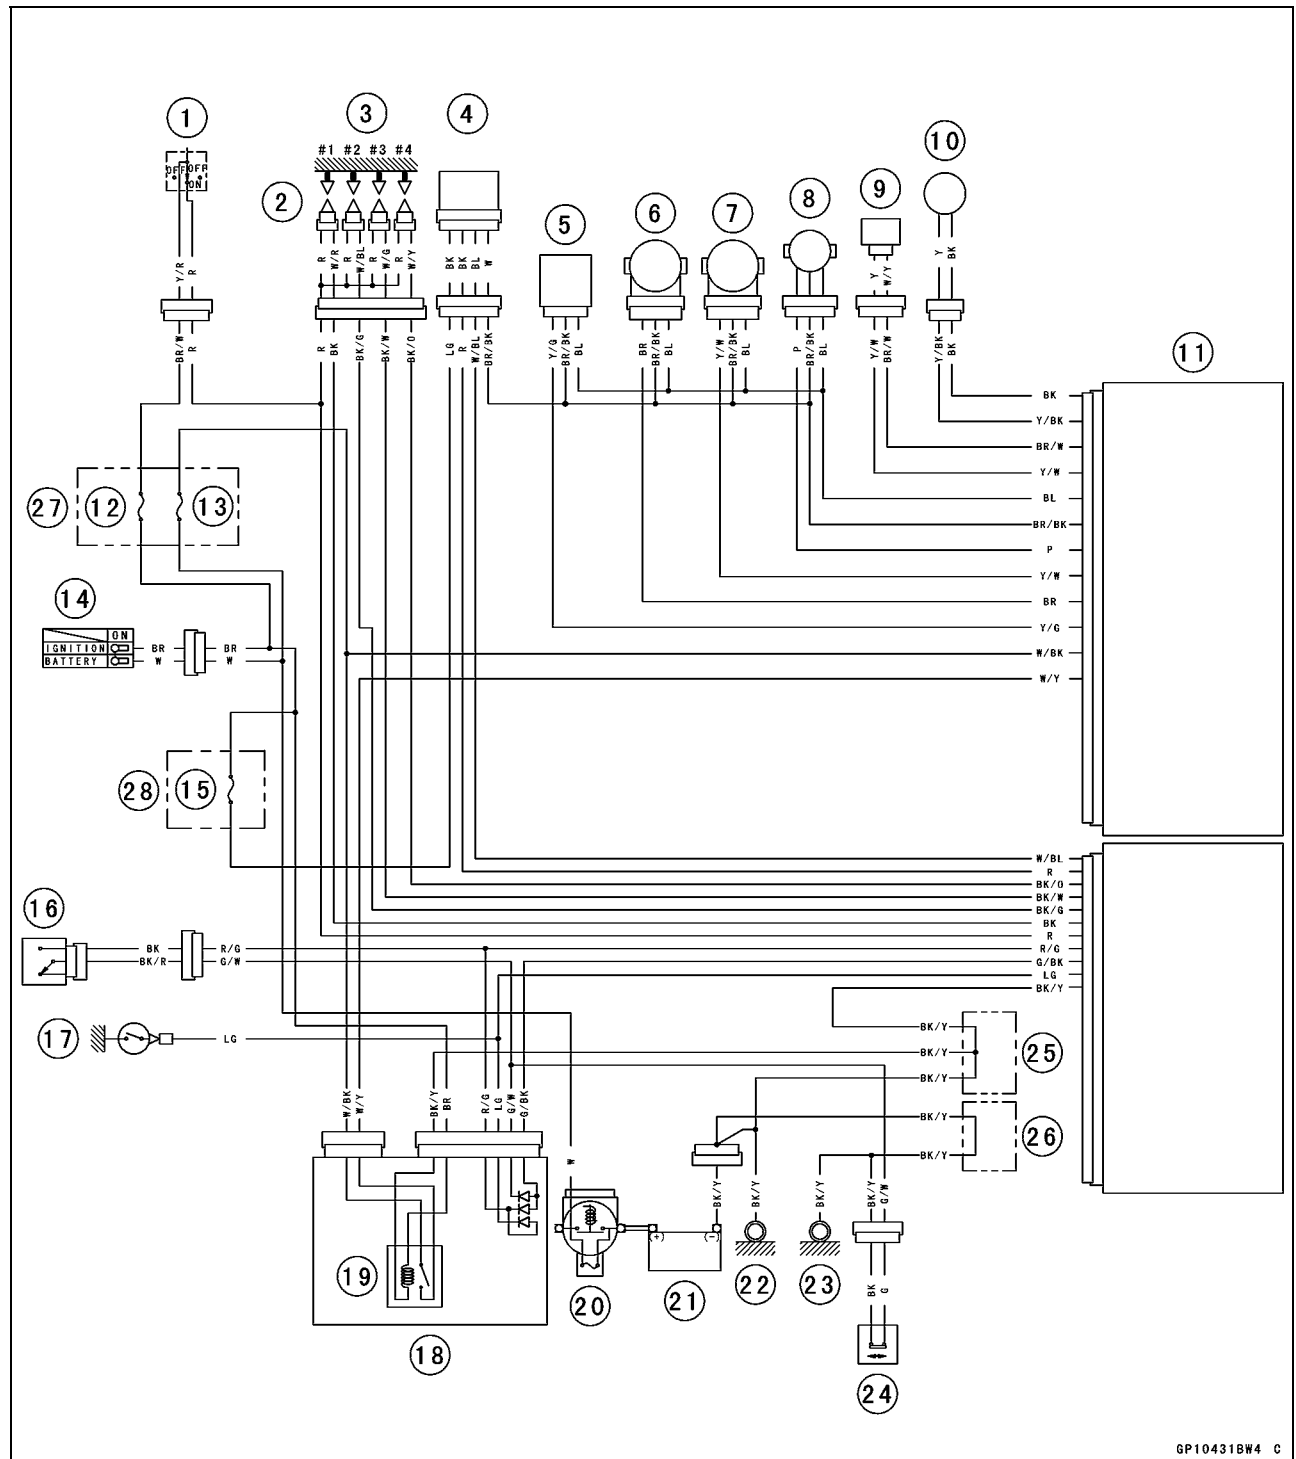 1
3
4
10
#1 #2 #3 #4
OFF OFF
ON
2
5
6
7
8
9
R
W/R
R
W/BL
R
W/G
R
W/Y
BK
BK
BL
W
Y
W/Y
Y
BK
Y/R
R
BR/W
R
R
BK
BK/G
BK/W
BK/O
LG
R
W/BL
BR/BK
Y/G
BR/BK
BL
BR
BR/BK
BL
Y/W
BR/BK
BL
P
BR/BK
BL
Y/W
BR/W
Y/BK
BK
11
BK
Y/BK
BR/W
Y/W
BL
BR/BK
P
Y/W
BR
Y/G
W/BK
W/Y
27
12
13
14
ON
IGNITION
BATTERY
BR
W
BR
W
28
15
W/BL
R
BK/O
BK/W
BK/G
BK
R
R/G
G/BK
LG
BK/Y
16
BK
BK/R
R/G
G/W
17
LG
BK/Y
BK/Y
BK/Y
25
BK/Y
BK/Y
26
W/BK
W/Y
BK/Y
BR
R/G
LG
G/W
G/BK
W
BK/Y
BK/Y
BK/Y
BK/Y
G/W
(+) (-)
19
20
21
22
23
BK
G
18
24
GP10431BW4 C